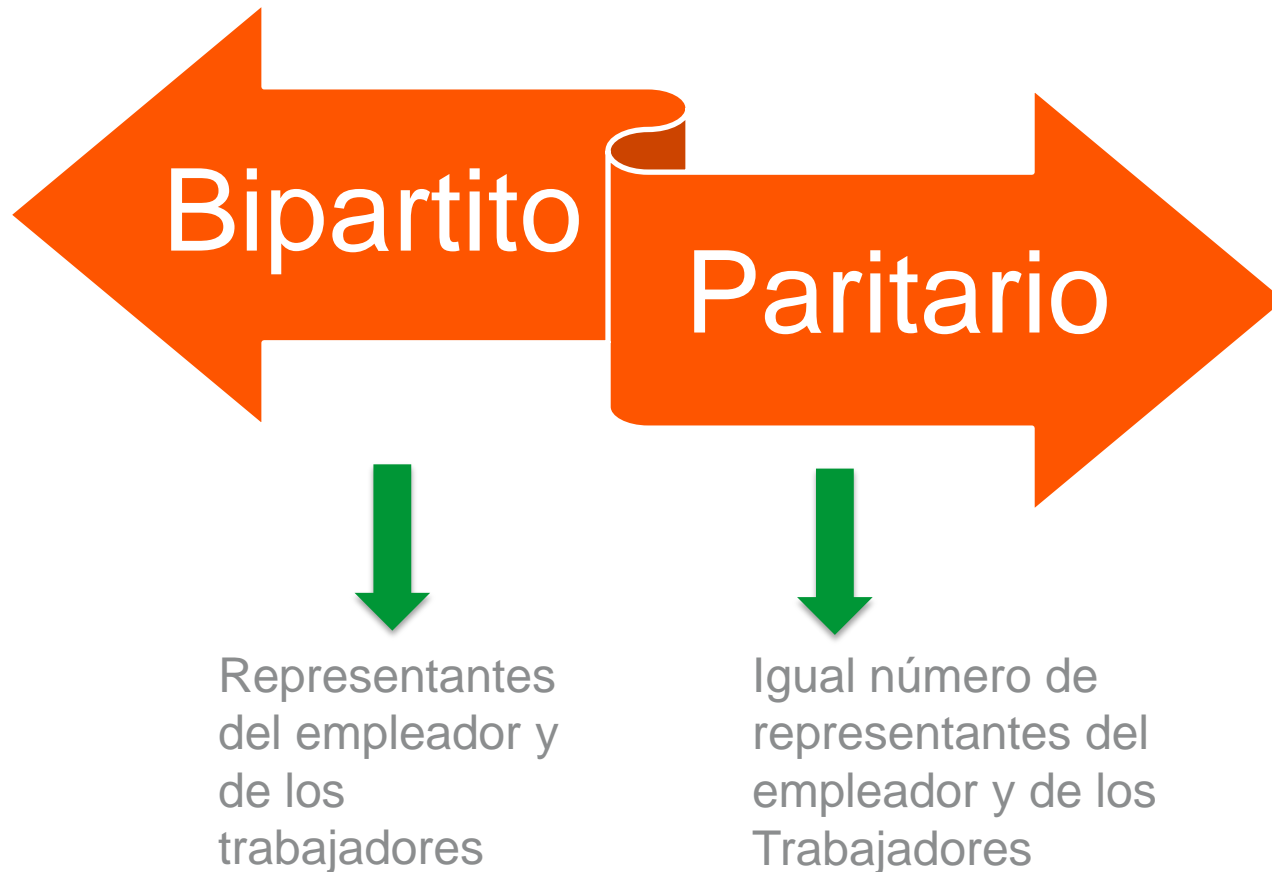 Bipartito
Paritario
Representantes
del empleador y
de los
trabajadores
Igual número de
representantes del
empleador y de los
Trabajadores